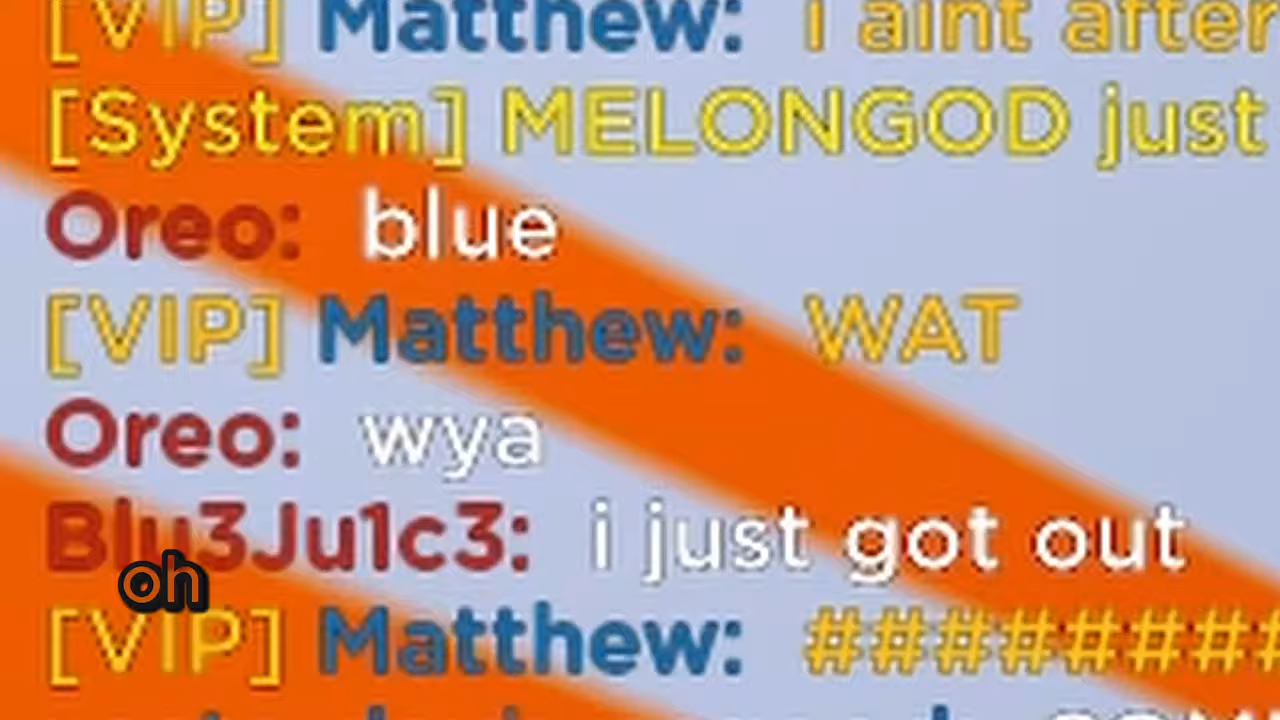 [VIP] Matthew: i aint after
[System] MELONGOD just
Oreo: blue
[VIP] Matthew: WAT
Oreo: wya
Blu3Ju1c3: i just got out
oh
[VIP] Matthew: ########